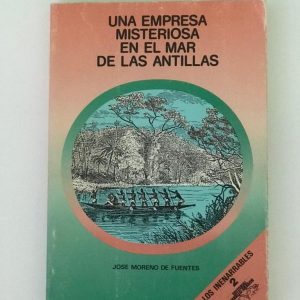 UNA EMPRESA
MISTERIOSA
EN EL MAR
DE LAS ANTILLAS
JOSE MORENO DE FUENTES
LOS INENARRABLES
2